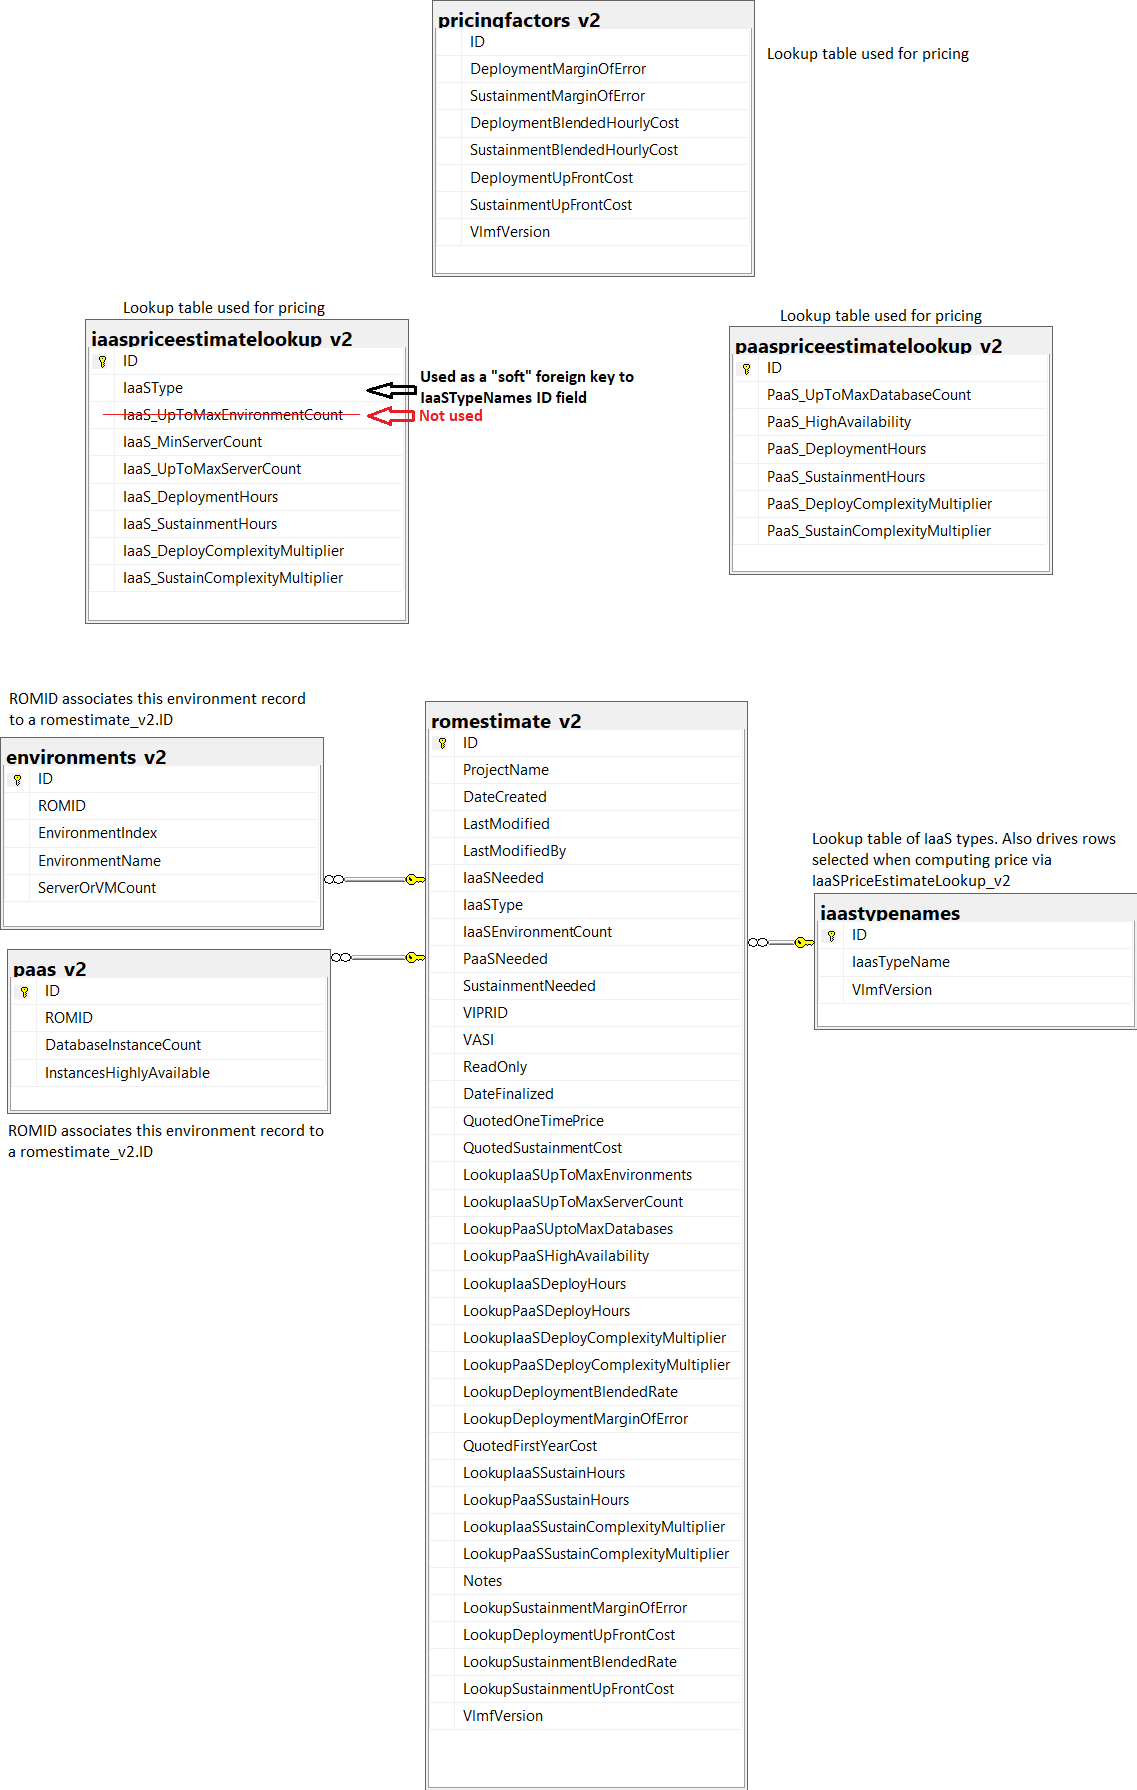 pricingfactors_v2
ID
DeploymentMarginOfError
SustainmentMarginOfError
DeploymentBlendedHourlyCost
SustainmentBlendedHourlyCost
DeploymentUpFrontCost
SustainmentUpFrontCost
VImfVersion
Lookup table used for pricing
Lookup table used for pricing
iaaspriceestimatelookup_v2
ID
IaaSType
IaaS_UpToMaxEnvironmentCount
IaaS_MinServerCount
IaaS_UpToMaxServerCount
IaaS_DeploymentHours
IaaS_SustainmentHours
IaaS_DeployComplexityMultiplier
IaaS_SustainComplexityMultiplier
Used as a "soft" foreign key to
IaaSTypeNames ID field
Not used
Lookup table used for pricing
paaspriceestimatelookup_v2
ID
PaaS_UpToMaxDatabaseCount
PaaS_HighAvailability
PaaS_DeploymentHours
PaaS_SustainmentHours
PaaS_DeployComplexityMultiplier
PaaS_SustainComplexityMultiplier
ROMID associates this environment record
to a romestimate_v2.ID
environments_v2
ID
ROMID
EnvironmentIndex
EnvironmentName
ServerOrVMCount
paas_v2
ID
ROMID
DatabaseInstanceCount
InstancesHighlyAvailable
ROMID associates this environment record to
a romestimate_v2.ID
romestimate_v2
ID
ProjectName
DateCreated
LastModified
LastModifiedBy
IaaSNeeded
IaaSType
IaaSEnvironmentCount
PaaSNeeded
SustainmentNeeded
VIPRID
VASI
ReadOnly
DateFinalized
QuotedOneTimePrice
QuotedSustainmentCost
LookupIaaSUpToMaxEnvironments
LookupIaaSUpToMaxServerCount
LookupPaaSUptoMaxDatabases
LookupPaaSHighAvailability
LookupIaaSDeployHours
LookupPaaSDeployHours
LookupIaaSDeployComplexityMultiplier
LookupPaaSDeployComplexityMultiplier
LookupDeploymentBlendedRate
LookupDeploymentMarginOfError
QuotedFirstYearCost
LookupIaaSSustainHours
LookupPaaSSustainHours
LookupIaaSSustainComplexityMultiplier
LookupPaaSSustainComplexityMultiplier
Notes
LookupSustainmentMarginOfError
LookupDeploymentUpFrontCost
LookupSustainmentBlendedRate
LookupSustainmentUpFrontCost
VImfVersion
Lookup table of IaaS types. Also drives rows
selected when computing price via
IaaSPriceEstimateLookup_v2
iaastypenames
ID
IaasTypeName
VImfVersion